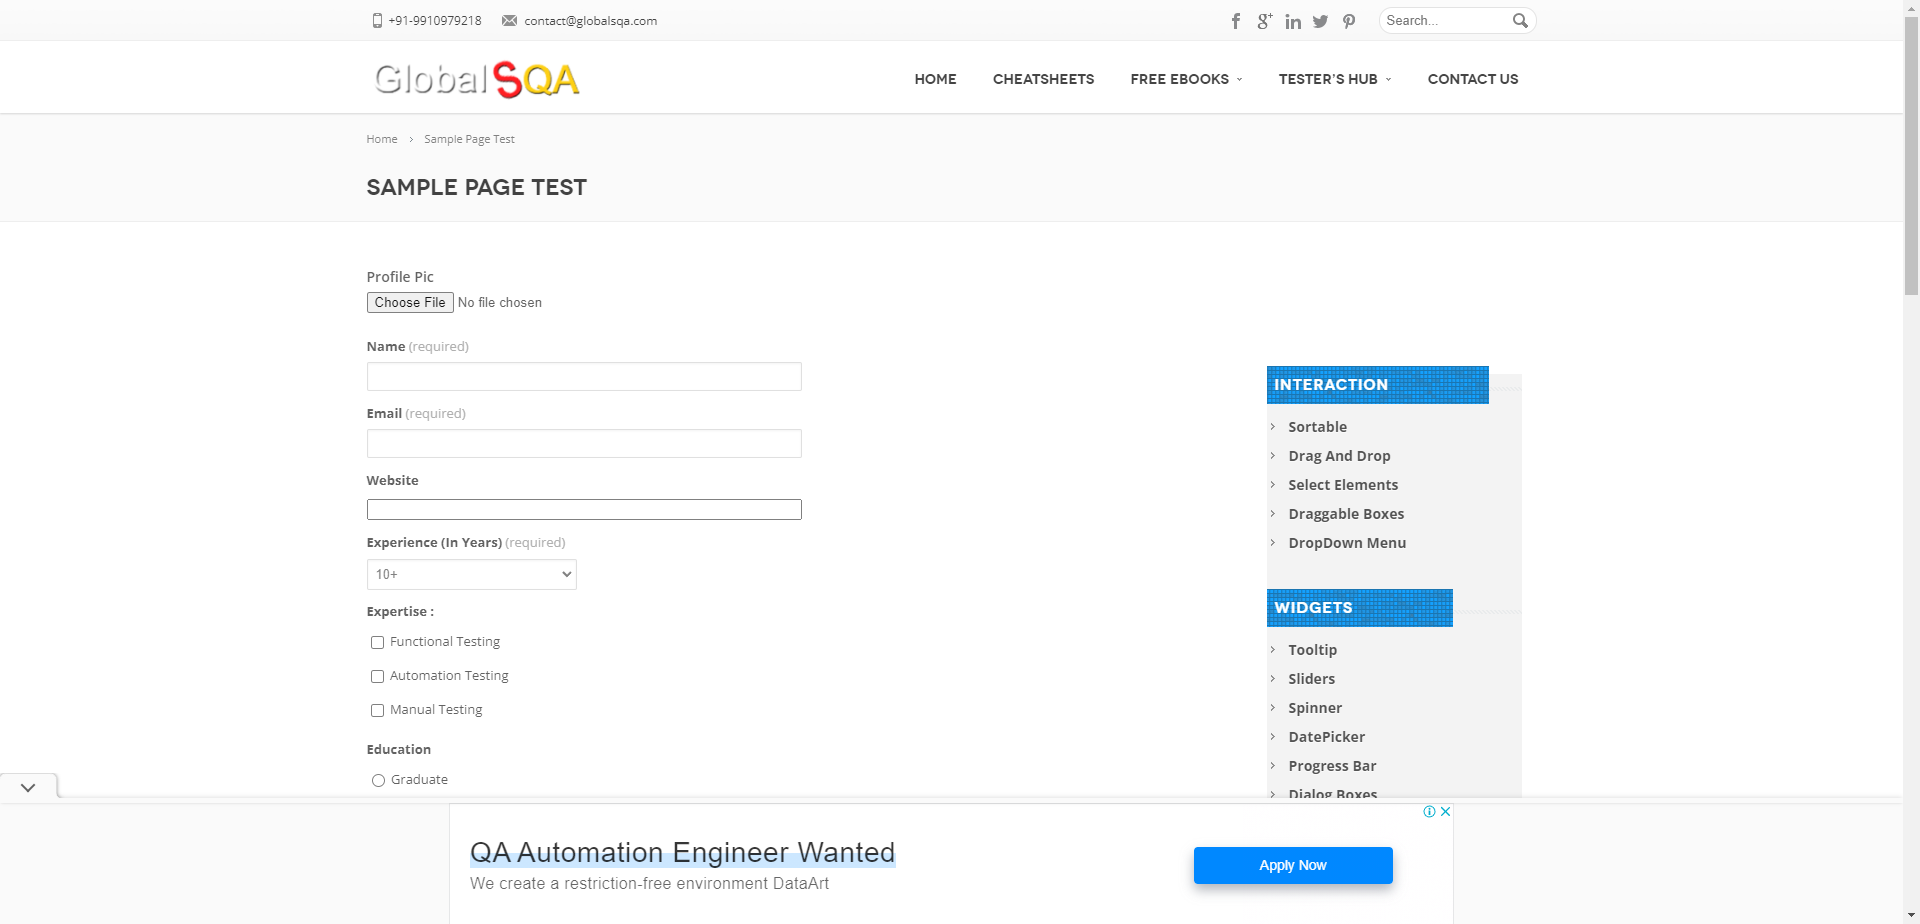 +91-9910979218 contact@globalsqa.com Search...
GlobalSQA
HOME CHEATSHEETS FREE EBOOKS TESTER'S HUB CONTACT US
Home › Sample Page Test
SAMPLE PAGE TEST
Profile Pic
Choose File No file chosen
Name (required)
Email (required)
Website
Experience (In Years) (required)
10+
Expertise :
Functional Testing
Automation Testing
Manual Testing
Education
Graduate
INTERACTION
Sortable
Drag And Drop
Select Elements
Draggable Boxes
DropDown Menu
WIDGETS
Tooltip
Sliders
Spinner
DatePicker
Progress Bar
Dialog Boxes
QA Automation Engineer Wanted
We create a restriction-free environment DataArt
Apply Now